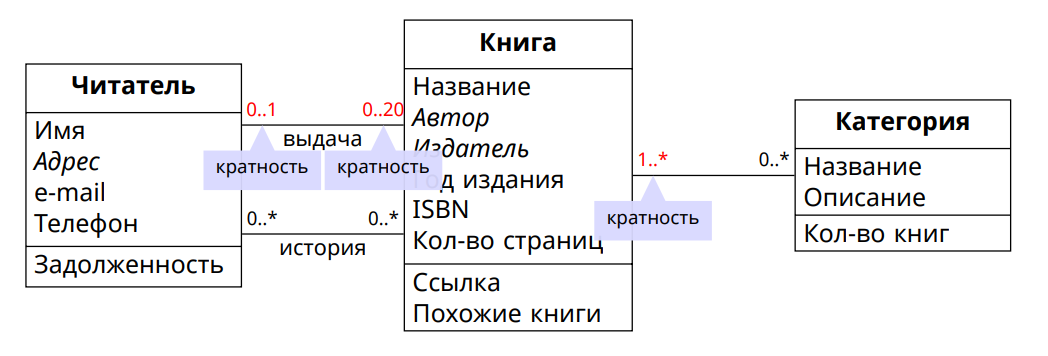 Читатель
Имя
Адрес
e-mail
Телефон
Задолженность
0..1
0..20
выдача
кратность
кратность
0..*
0..*
история
Книга
Название
Автор
Издатель
Год издания
ISBN
Кол-во страниц
Ссылка
Похожие книги
1..*
0..*
кратность
Категория
Название
Описание
Кол-во книг